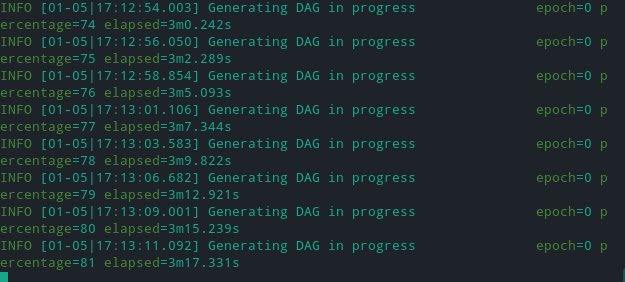 INFO [01-05|17:12:54.003] Generating DAG in progress               epoch=0 p
ercentage=74 elapsed=3m0.242s
INFO [01-05|17:12:56.050] Generating DAG in progress               epoch=0 p
ercentage=75 elapsed=3m2.289s
INFO [01-05|17:12:58.854] Generating DAG in progress               epoch=0 p
ercentage=76 elapsed=3m5.093s
INFO [01-05|17:13:01.106] Generating DAG in progress               epoch=0 p
ercentage=77 elapsed=3m7.344s
INFO [01-05|17:13:03.583] Generating DAG in progress               epoch=0 p
ercentage=78 elapsed=3m9.822s
INFO [01-05|17:13:06.682] Generating DAG in progress               epoch=0 p
ercentage=79 elapsed=3m12.921s
INFO [01-05|17:13:09.001] Generating DAG in progress               epoch=0 p
ercentage=80 elapsed=3m15.239s
INFO [01-05|17:13:11.092] Generating DAG in progress               epoch=0 p
ercentage=81 elapsed=3m17.331s